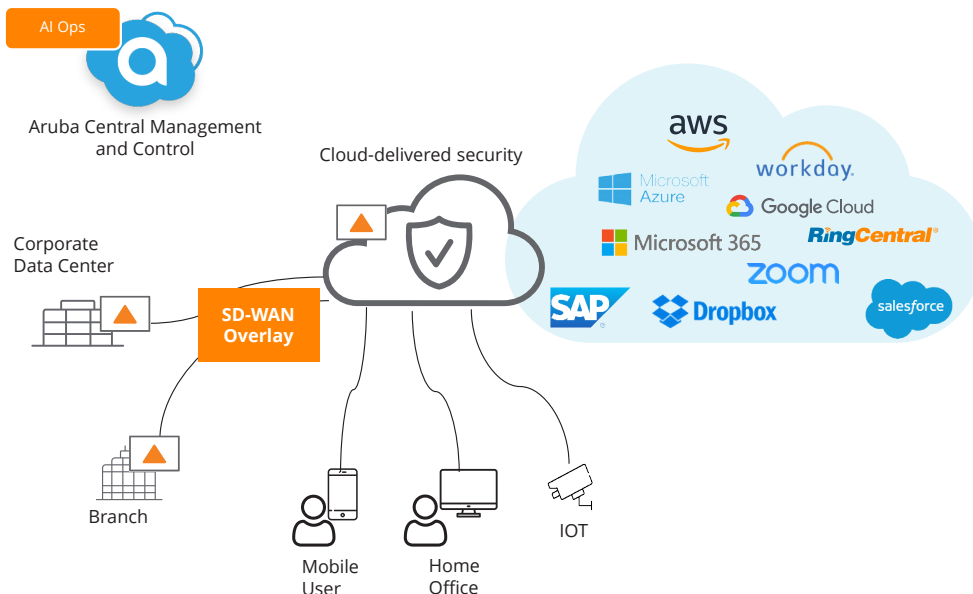 AI Ops
a
Aruba Central Management
and Control
Cloud-delivered security
aws
workday.
Microsoft
Azure
Google Cloud
Microsoft 365
RingCentral®
zoom
SAP®
Dropbox
salesforce
Corporate
Data Center
SD-WAN
Overlay
Branch
Mobile
User
Home
Office
IOT